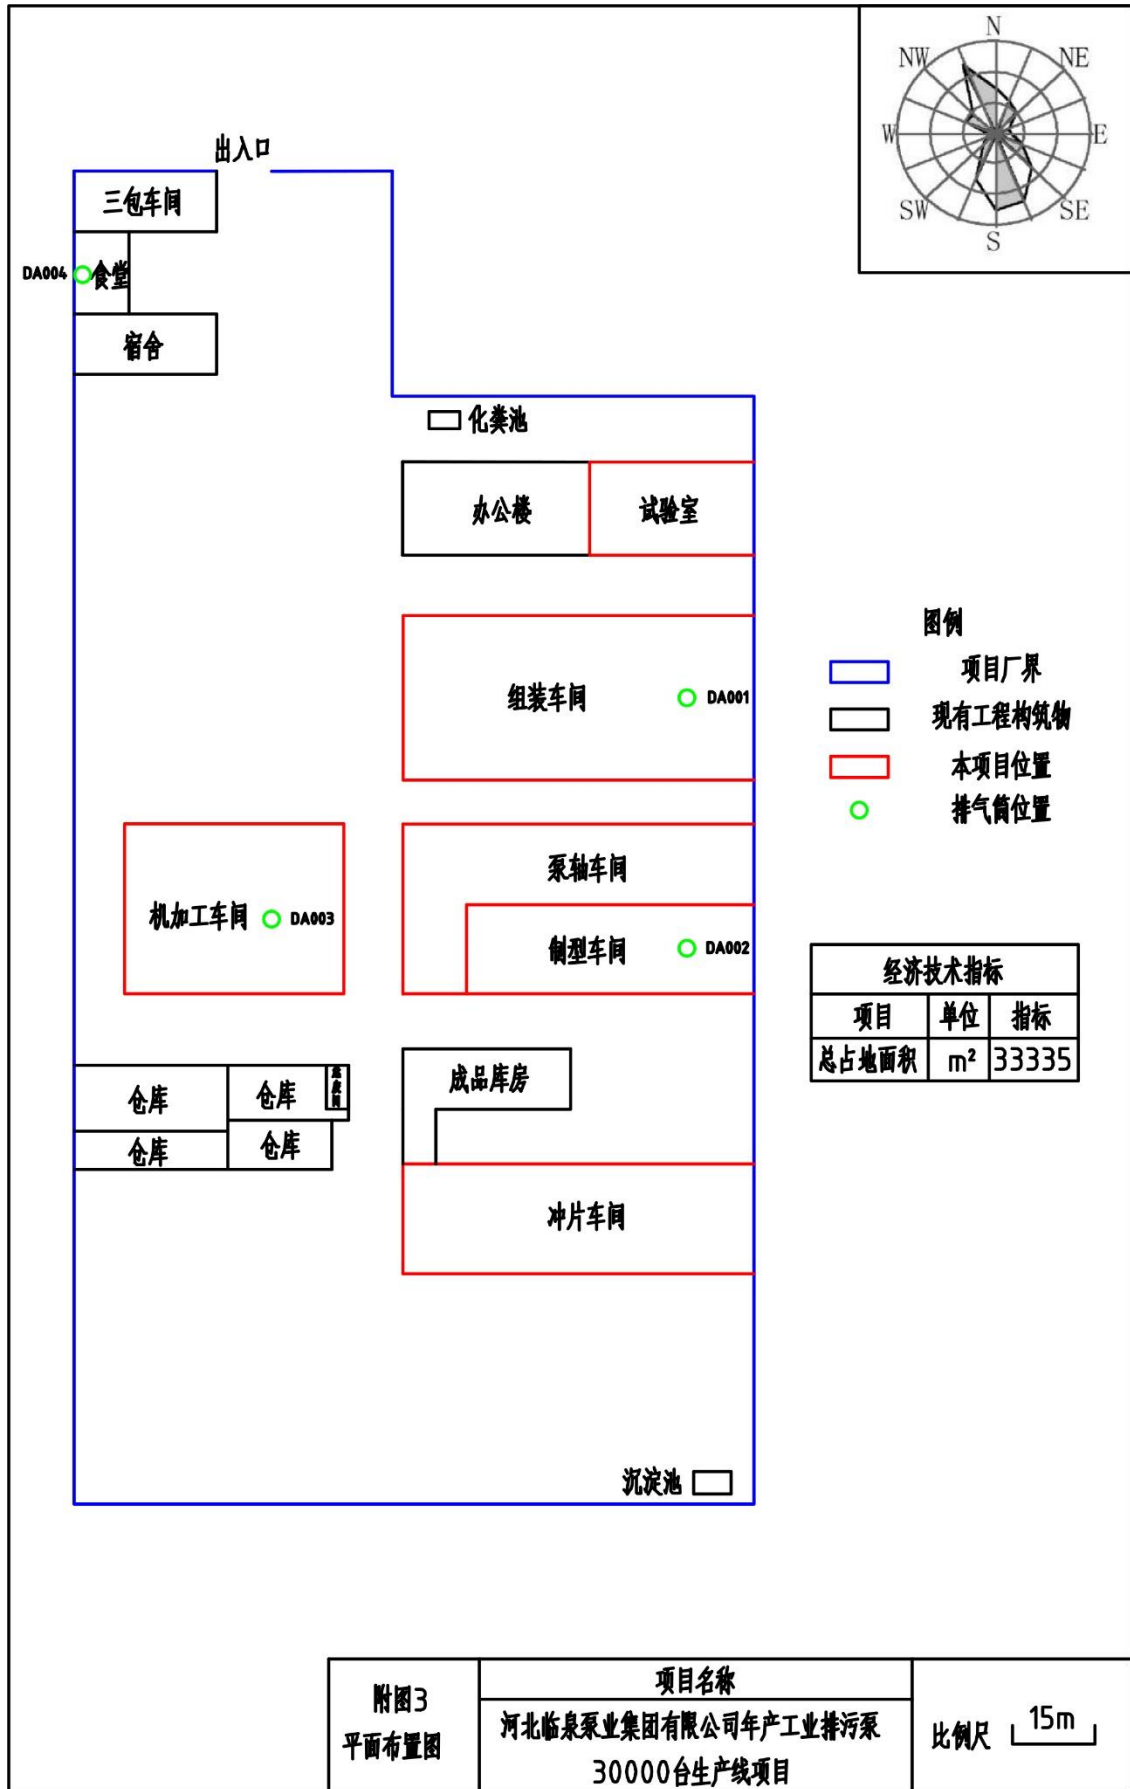 N
NW
NE
W
E
SW
SE
S
出入口
三包车间
DA004
食堂
宿舍
化粪池
办公楼
试验室
图例
项目厂界
现有工程构筑物
本项目位置
排气筒位置
组装车间
DA001
泵轴车间
机加工车间
DA003
制型车间
DA002
经济技术指标
项目 单位 指标
总占地面积 m² 33335
仓库
仓库
危废间
成品库房
仓库
仓库
冲片车间
沉淀池
附图3
平面布置图
项目名称
河北临泉泵业集团有限公司年产工业排污泵
30000台生产线项目
比例尺 15m